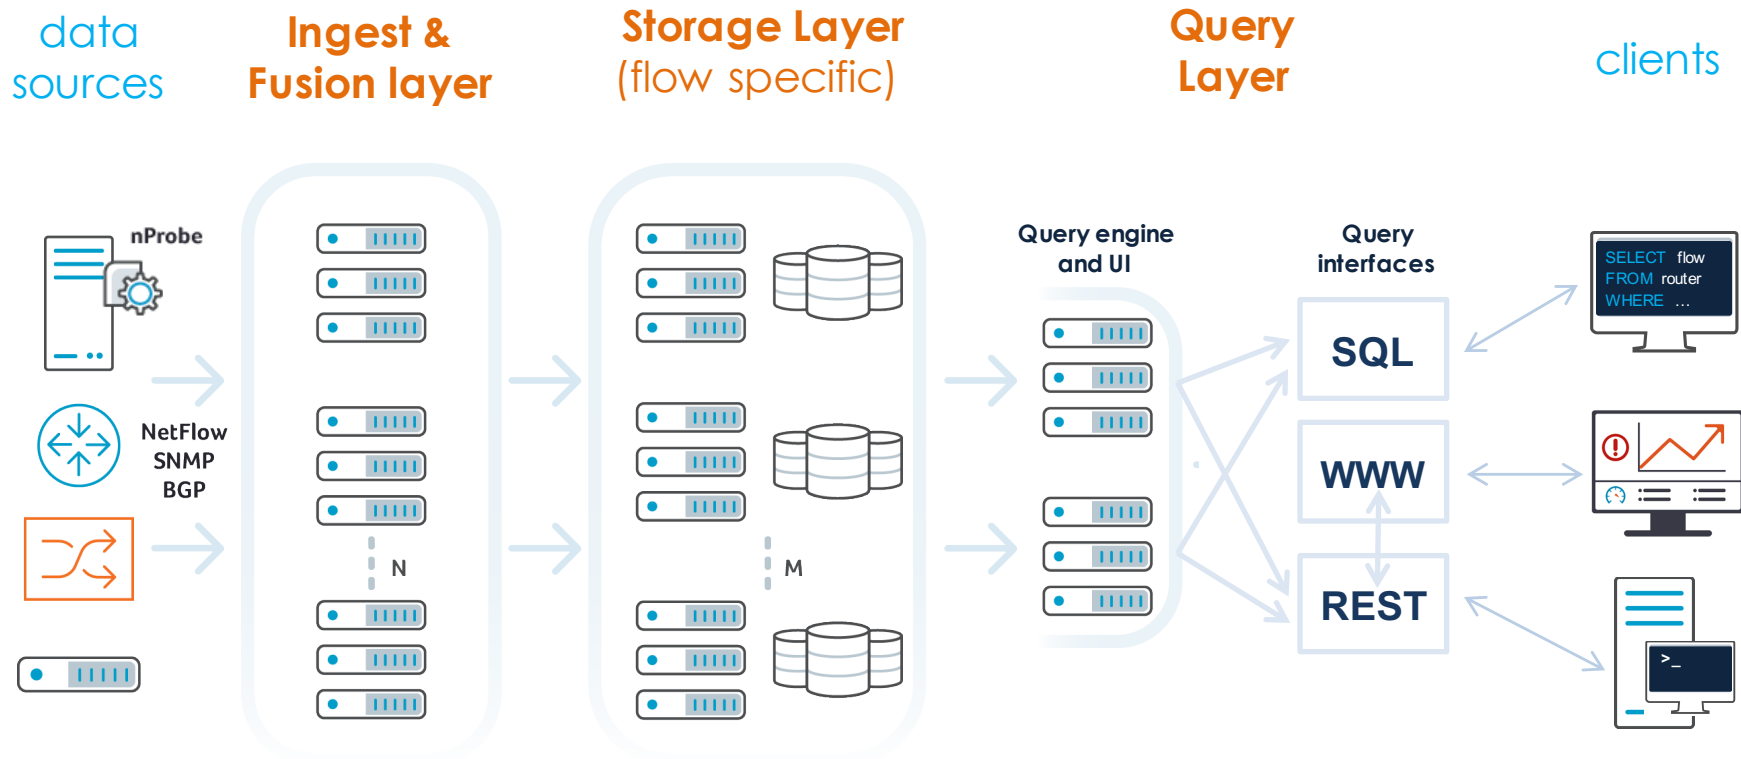 data
sources
Ingest &
Fusion layer
Storage Layer
(flow specific)
Query
Layer
clients
nProbe
NetFlow
SNMP
BGP
N
M
Query engine
and UI
Query
interfaces
SQL
WWW
REST
SELECT flow
FROM router
WHERE ...
>_